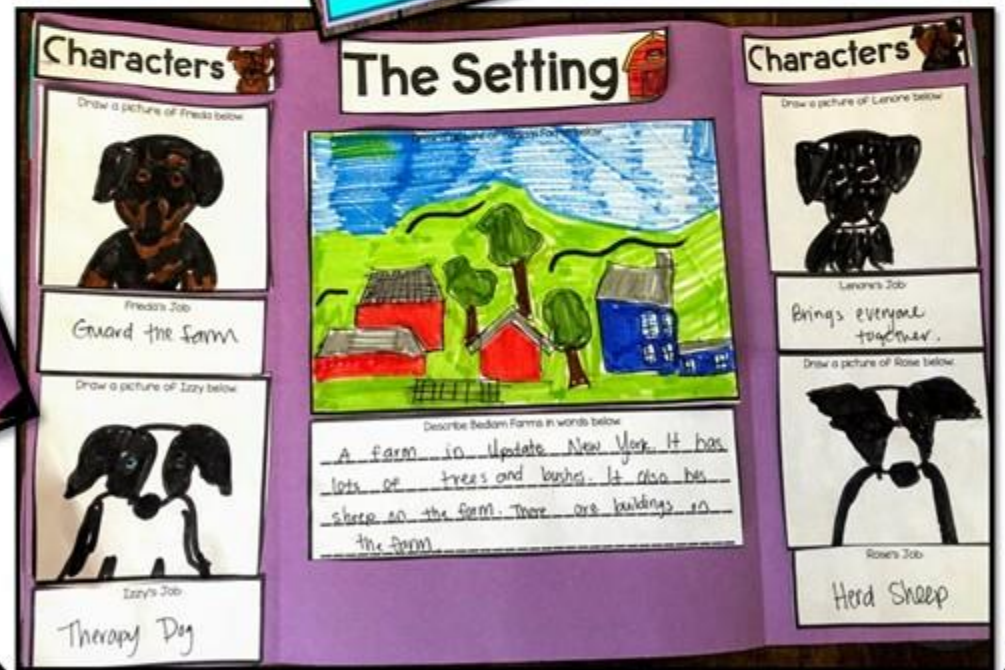 Characters
Draw a picture of Frieda below
Frieda's Job
Guard the farm
Draw a picture of Izzy below
Izzy's Job
Therapy Dog
The Setting
Describe Bedlam Farms in words below
A farm in Upstate New York. It has
lots of trees and bushes. It also has
sheep on the farm. There are buildings on
the farm
Characters
Draw a picture of Lenore below
Lenore's Job
Brings everyone
together.
Draw a picture of Rose below
Rose's Job
Herd Sheep